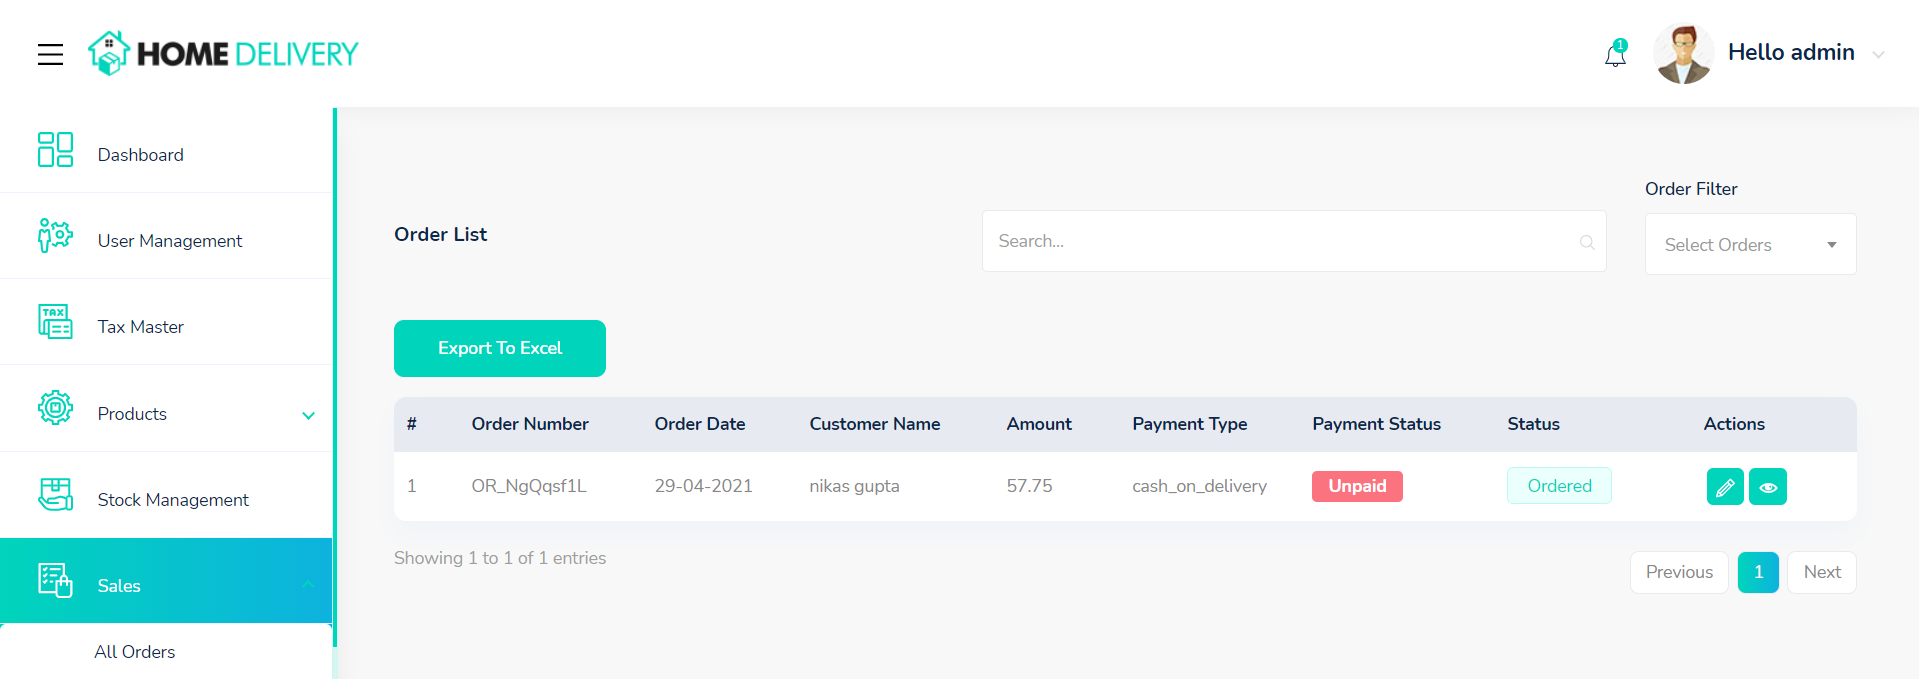 HOME DELIVERY
1
Hello admin
Dashboard
User Management
TAX
Tax Master
Products
Stock Management
Sales
All Orders
Order List
Search...
Order Filter
Select Orders
Export To Excel
# Order Number Order Date Customer Name Amount Payment Type Payment Status Status Actions
1 OR_NgQqsf1L 29-04-2021 nikas gupta 57.75 cash_on_delivery Unpaid Ordered
Showing 1 to 1 of 1 entries
Previous 1 Next